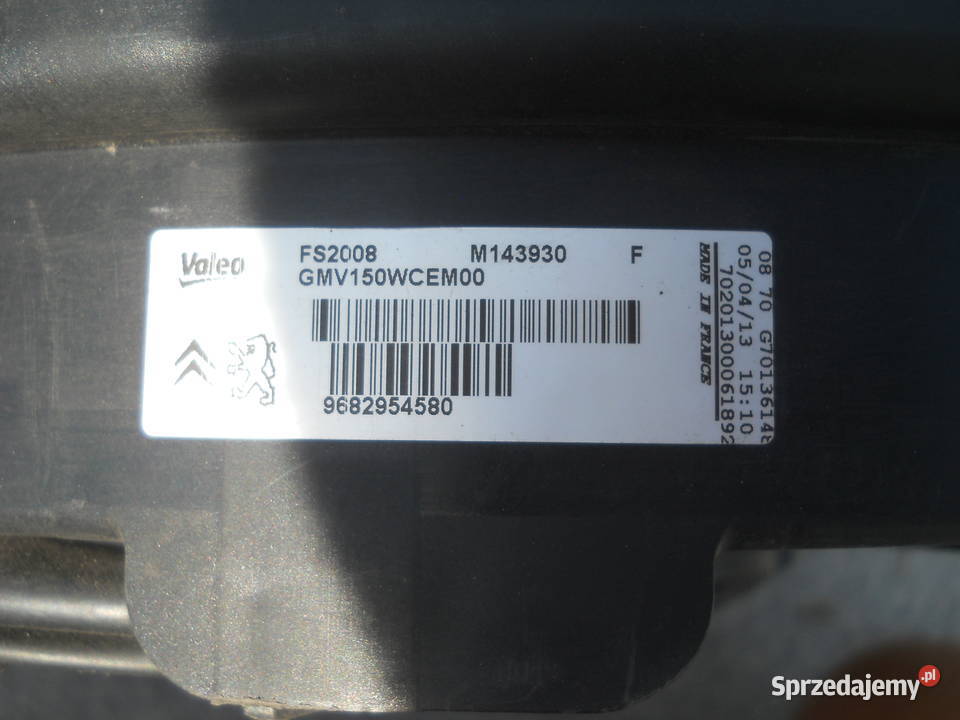 Valeo
FS2008 M143930 F
GMV150WCEM00
9682954580
MADE IN FRANCE
7020130006189
05/04/13 15:10
08 70 G7013614
Sprzedajemy.pl